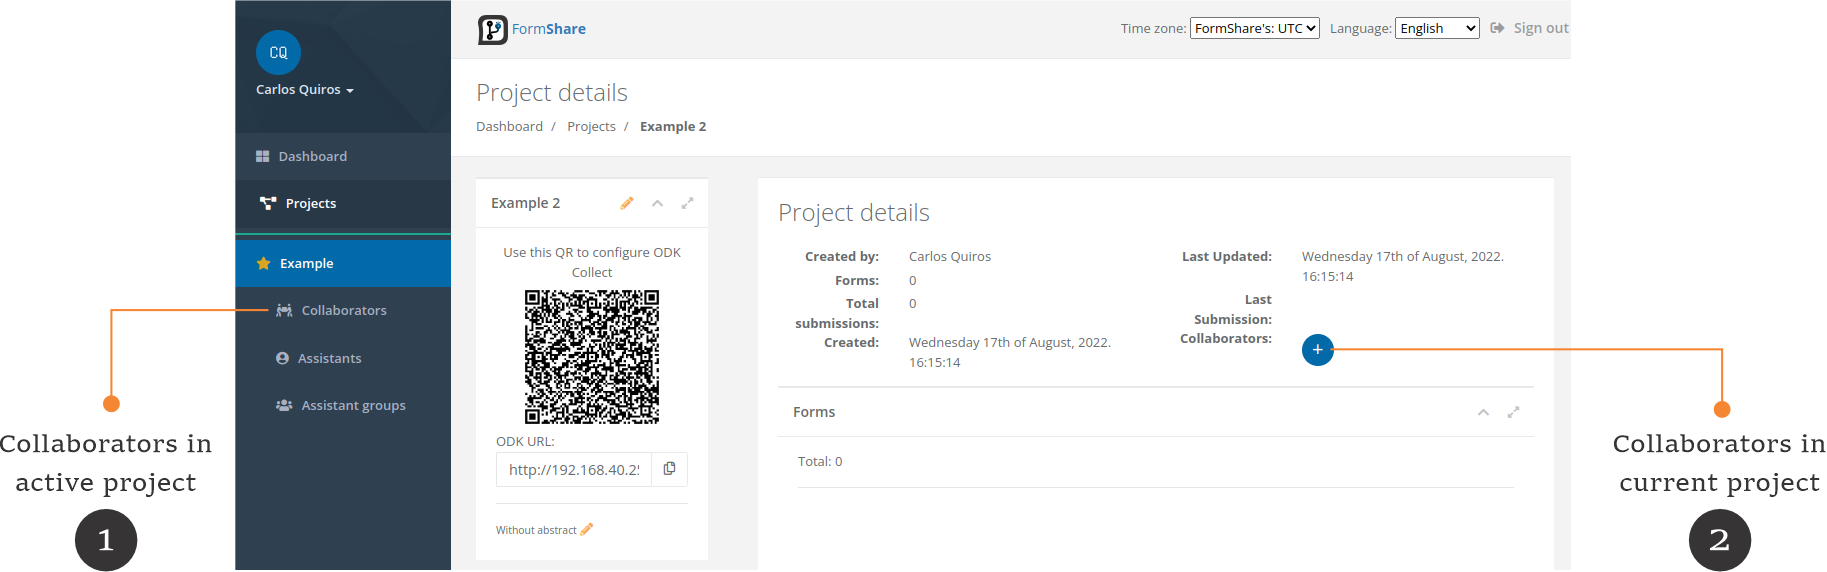 CQ
Carlos Quiros
Dashboard
Projects
Example
Collaborators
Assistants
Assistant groups
FormShare
Time zone: FormShare's: UTC Language: English Sign out
Project details
Dashboard / Projects / Example 2
Example 2
Use this QR to configure ODK
Collect
ODK URL:
http://192.168.40.2
Without abstract
Project details
Created by: Carlos Quiros
Forms: 0
Total 0
submissions:
Created: Wednesday 17th of August, 2022.
16:15:14
Last Updated: Wednesday 17th of August, 2022.
16:15:14
Last
Submission:
Collaborators:
+
Forms
Total: 0
Collaborators in
active project
1
Collaborators in
current project
2